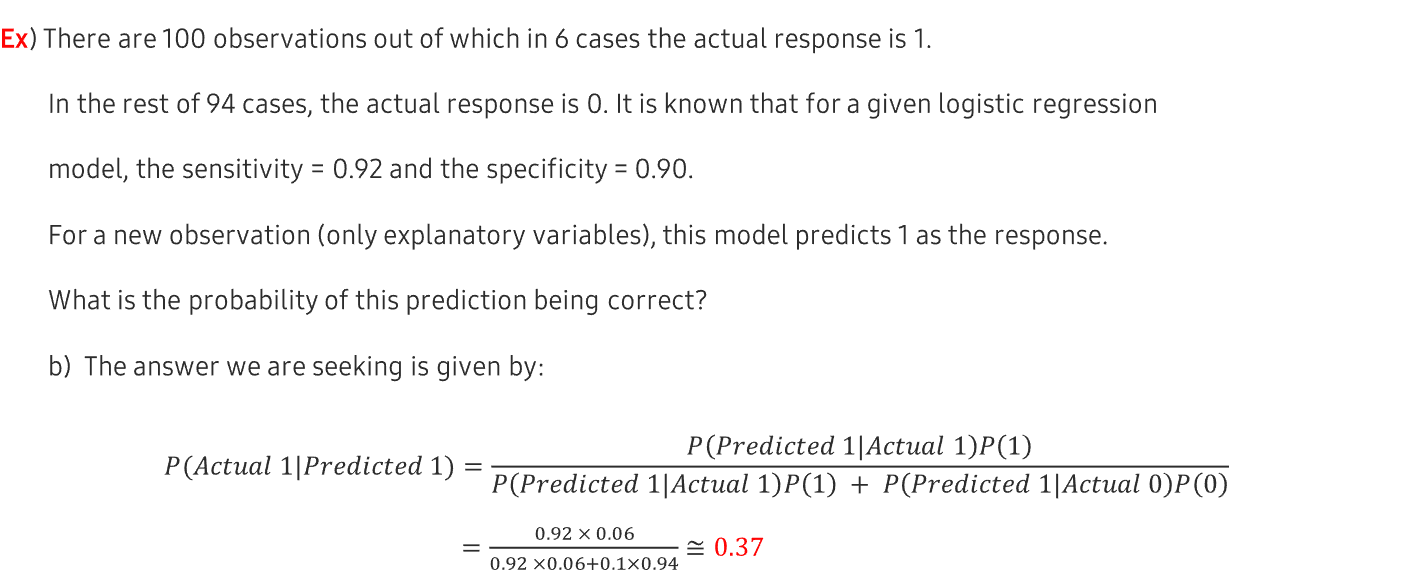 Ex) There are 100 observations out of which in 6 cases the actual response is 1.
In the rest of 94 cases, the actual response is 0. It is known that for a given logistic regression
model, the sensitivity = 0.92 and the specificity = 0.90.
For a new observation (only explanatory variables), this model predicts 1 as the response.
What is the probability of this prediction being correct?
b) The answer we are seeking is given by:
P(Predicted 1|Actual 1)P(1)
P(Actual 1|Predicted 1) =
P(Predicted 1|Actual 1)P(1) + P(Predicted 1|Actual 0)P(0)
0.92 × 0.06
= ≅ 0.37
0.92 ×0.06+0.1×0.94